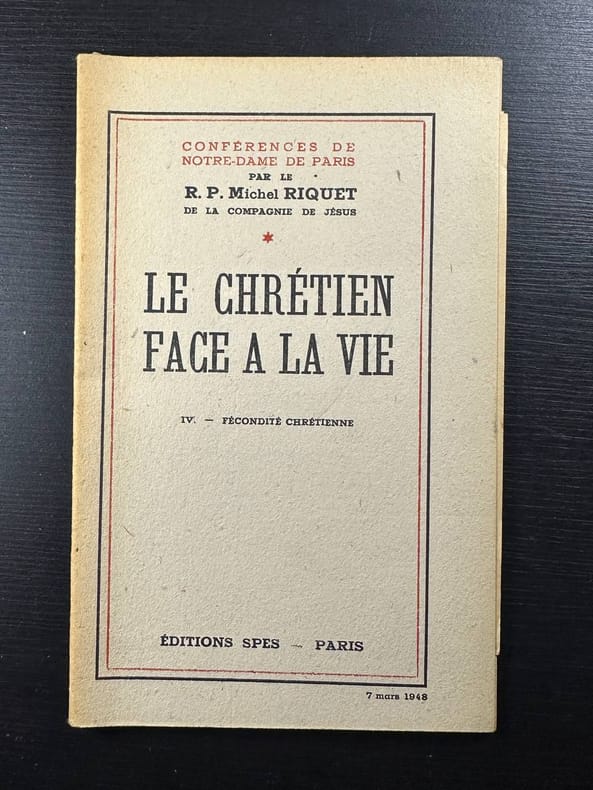 CONFÉRENCES DE
NOTRE-DAME DE PARIS
PAR LE
R. P. Michel RIQUET
DE LA COMPAGNIE DE JÉSUS
LE CHRÉTIEN
FACE A LA VIE
IV. — FÉCONDITÉ CHRÉTIENNE
ÉDITIONS SPES — PARIS
7 mars 1948